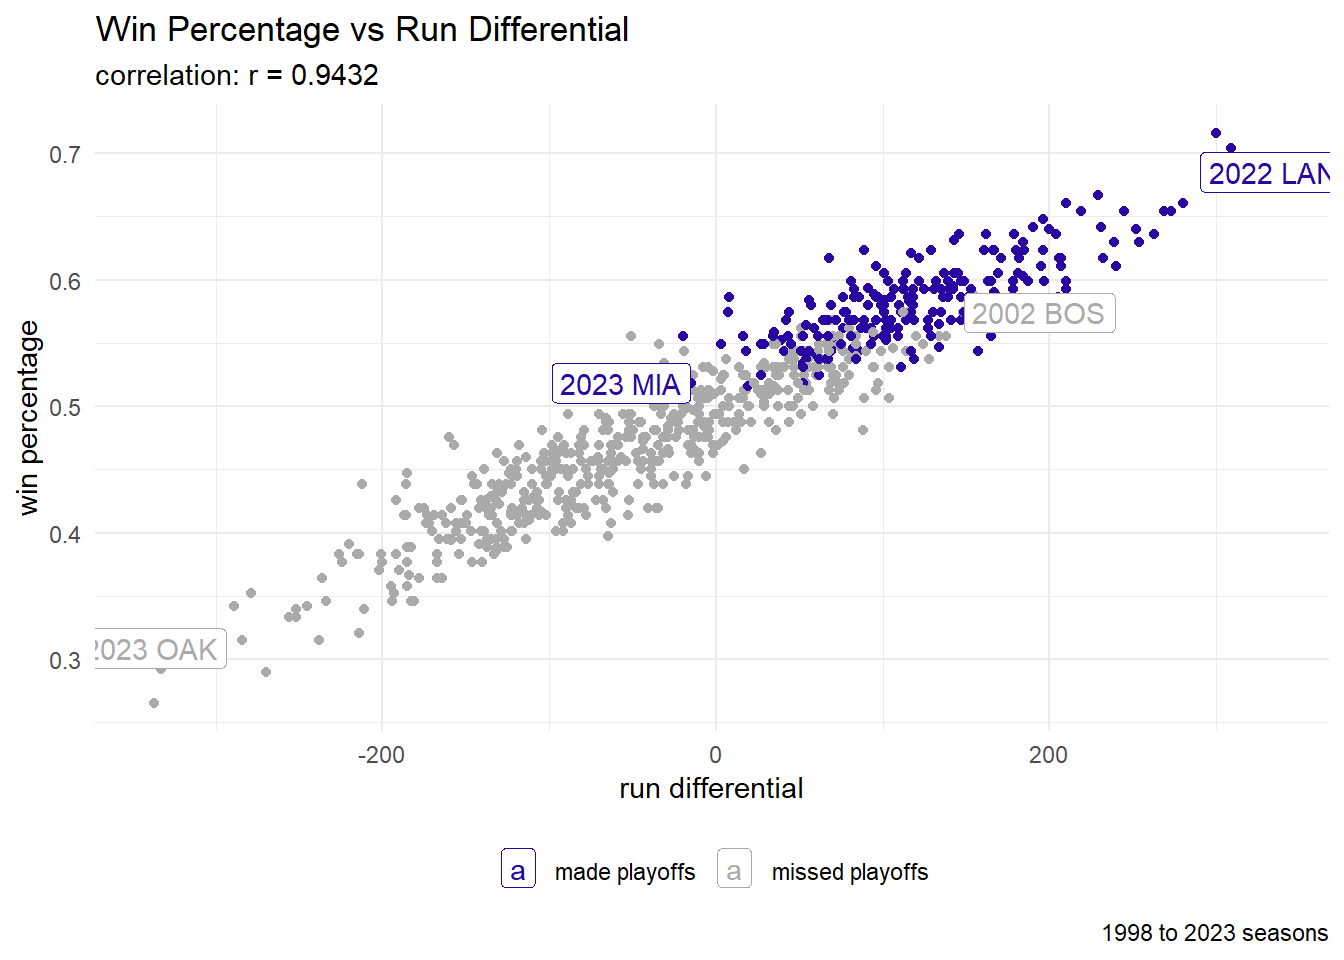 Win Percentage vs Run Differential
correlation: r = 0.9432
win percentage
0.7
0.6
0.5
0.4
0.3
2022 LAN
2002 BOS
2023 MIA
2023 OAK
-200
0
200
run differential
a made playoffs a missed playoffs
1998 to 2023 seasons